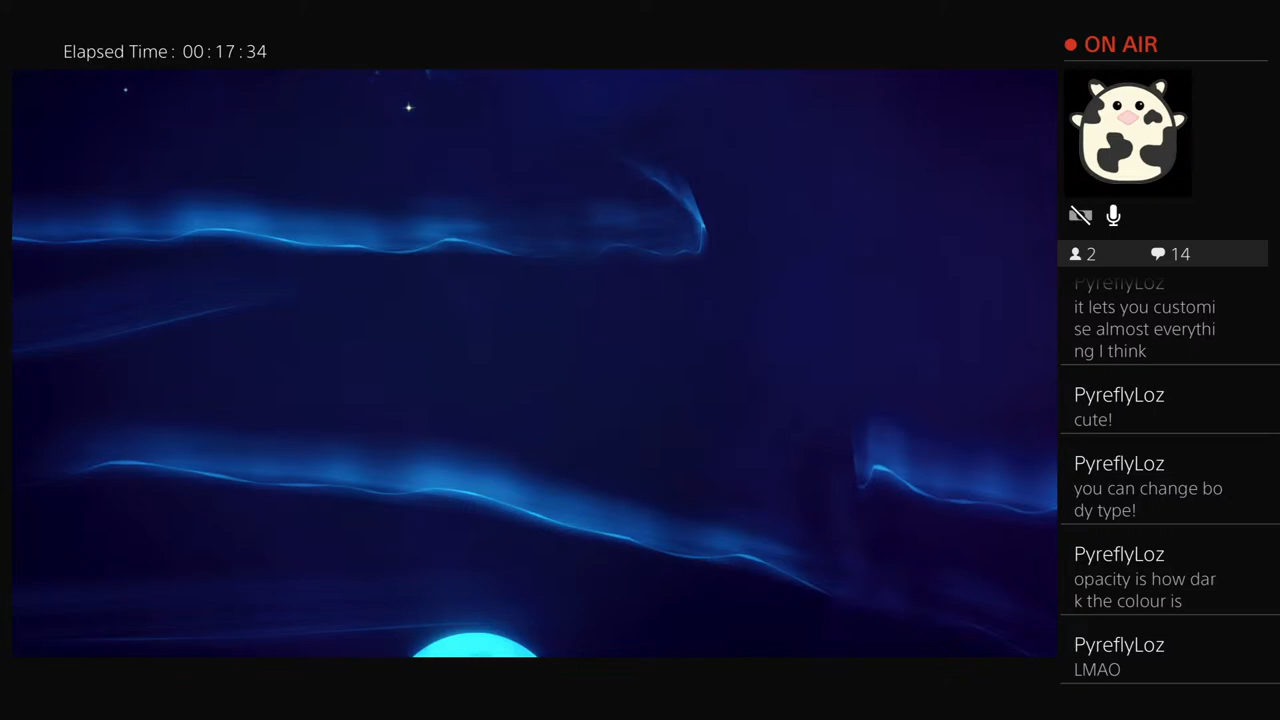 Elapsed Time: 00:17:34
ON AIR
2 14
PyreflyLoz
it lets you customi
se almost everythi
ng I think
PyreflyLoz
cute!
PyreflyLoz
you can change bo
dy type!
PyreflyLoz
opacity is how dar
k the colour is
PyreflyLoz
LMAO